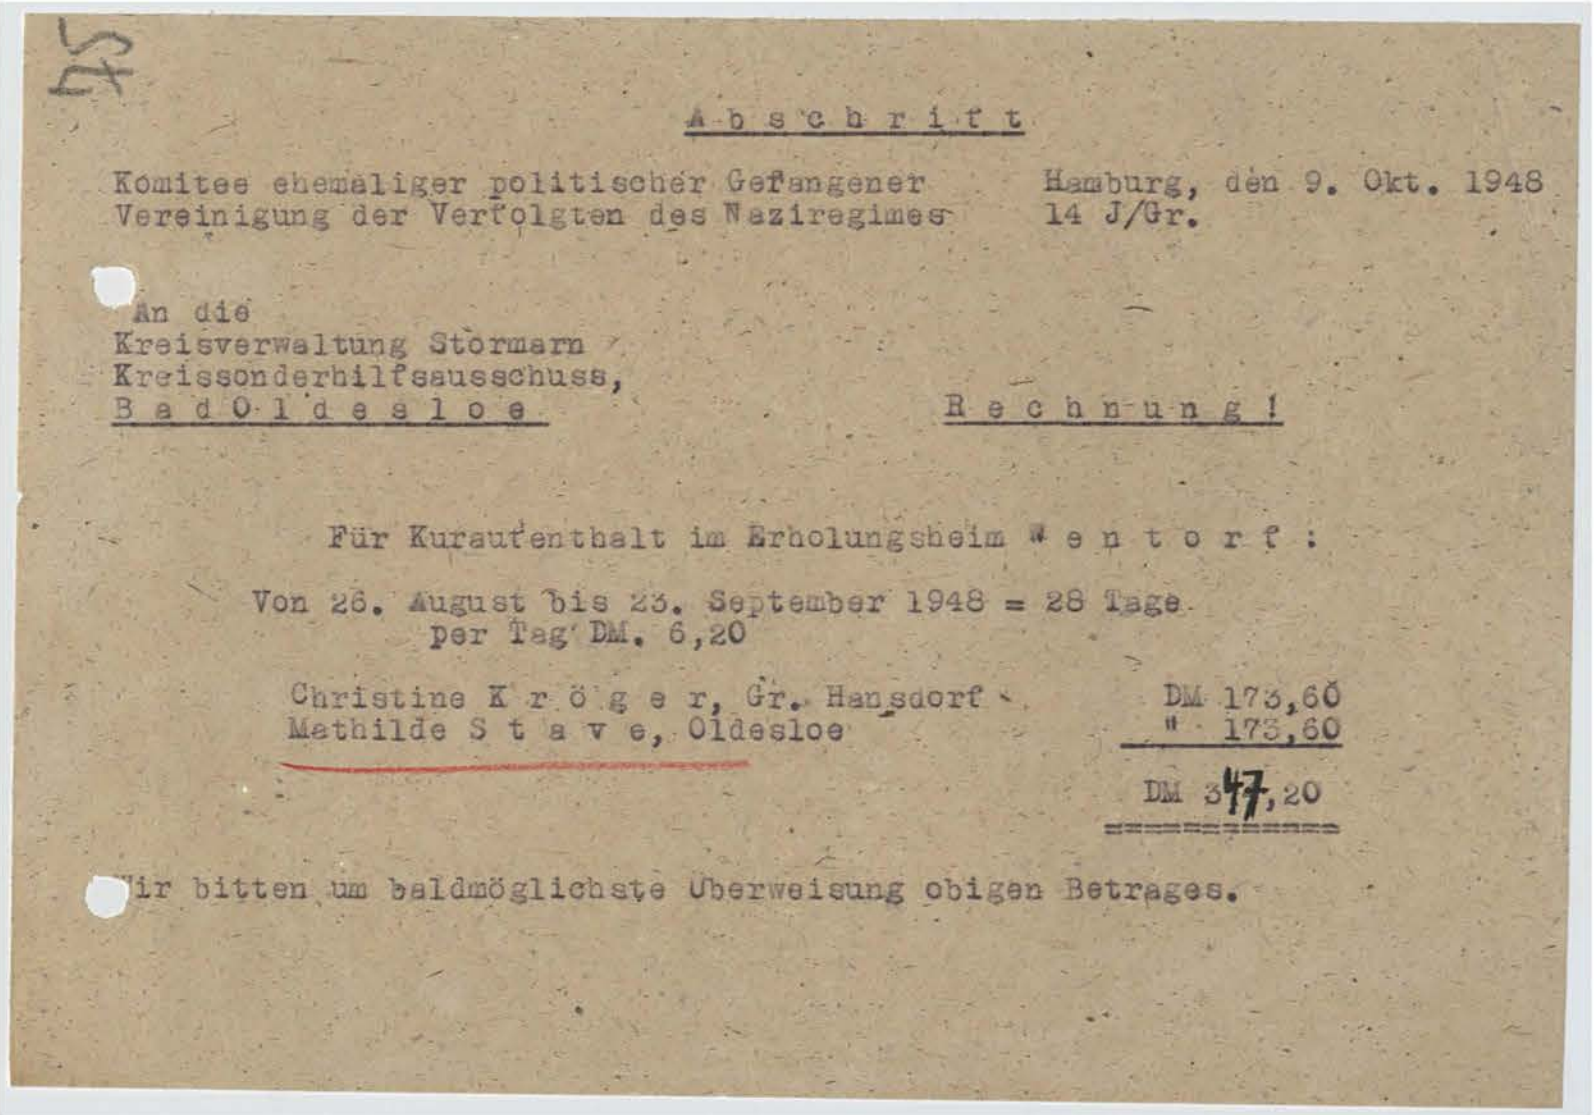 75
A b s c h r i f t
Komitee ehemaliger politischer Gefangener Hamburg, den 9. Okt. 1948
Vereinigung der Verfolgten des Naziregimes 14 J/Gr.
An die
Kreisverwaltung Stormarn
Kreissonderhilfsausschuss,
B a d O l d e s l o e R e c h n u n g !
Für Kuraufenthalt im Erholungsheim W e n t o r f :
Von 26. August bis 23. September 1948 = 28 Tage
per Tag DM. 6,20
Christine K r ö g e r, Gr. Hansdorf DM 173,60
Mathilde S t a v e, Oldesloe " 173,60
DM 347,20
============
Wir bitten um baldmöglichste Überweisung obigen Betrages.